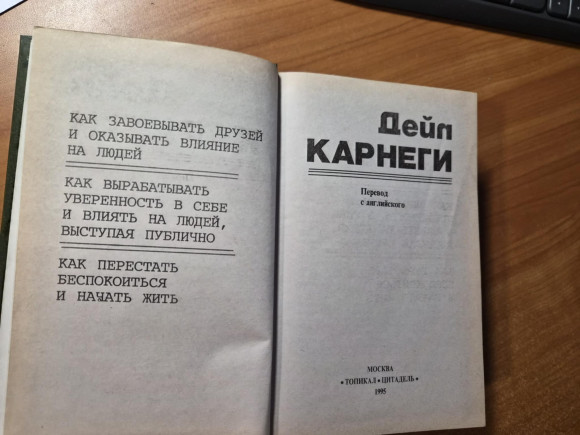 КАК ЗАВОЕВЫВАТЬ ДРУЗЕЙ
И ОКАЗЫВАТЬ ВЛИЯНИЕ
НА ЛЮДЕЙ
КАК ВЫРАБАТЫВАТЬ
УВЕРЕННОСТЬ В СЕБЕ
И ВЛИЯТЬ НА ЛЮДЕЙ,
ВЫСТУПАЯ ПУБЛИЧНО
КАК ПЕРЕСТАТЬ
БЕСПОКОИТЬСЯ
И НАЧАТЬ ЖИТЬ
Дейл
КАРНЕГИ
Перевод
с английского
МОСКВА
• ТОПИКАЛ • ЦИТАДЕЛЬ •
1995